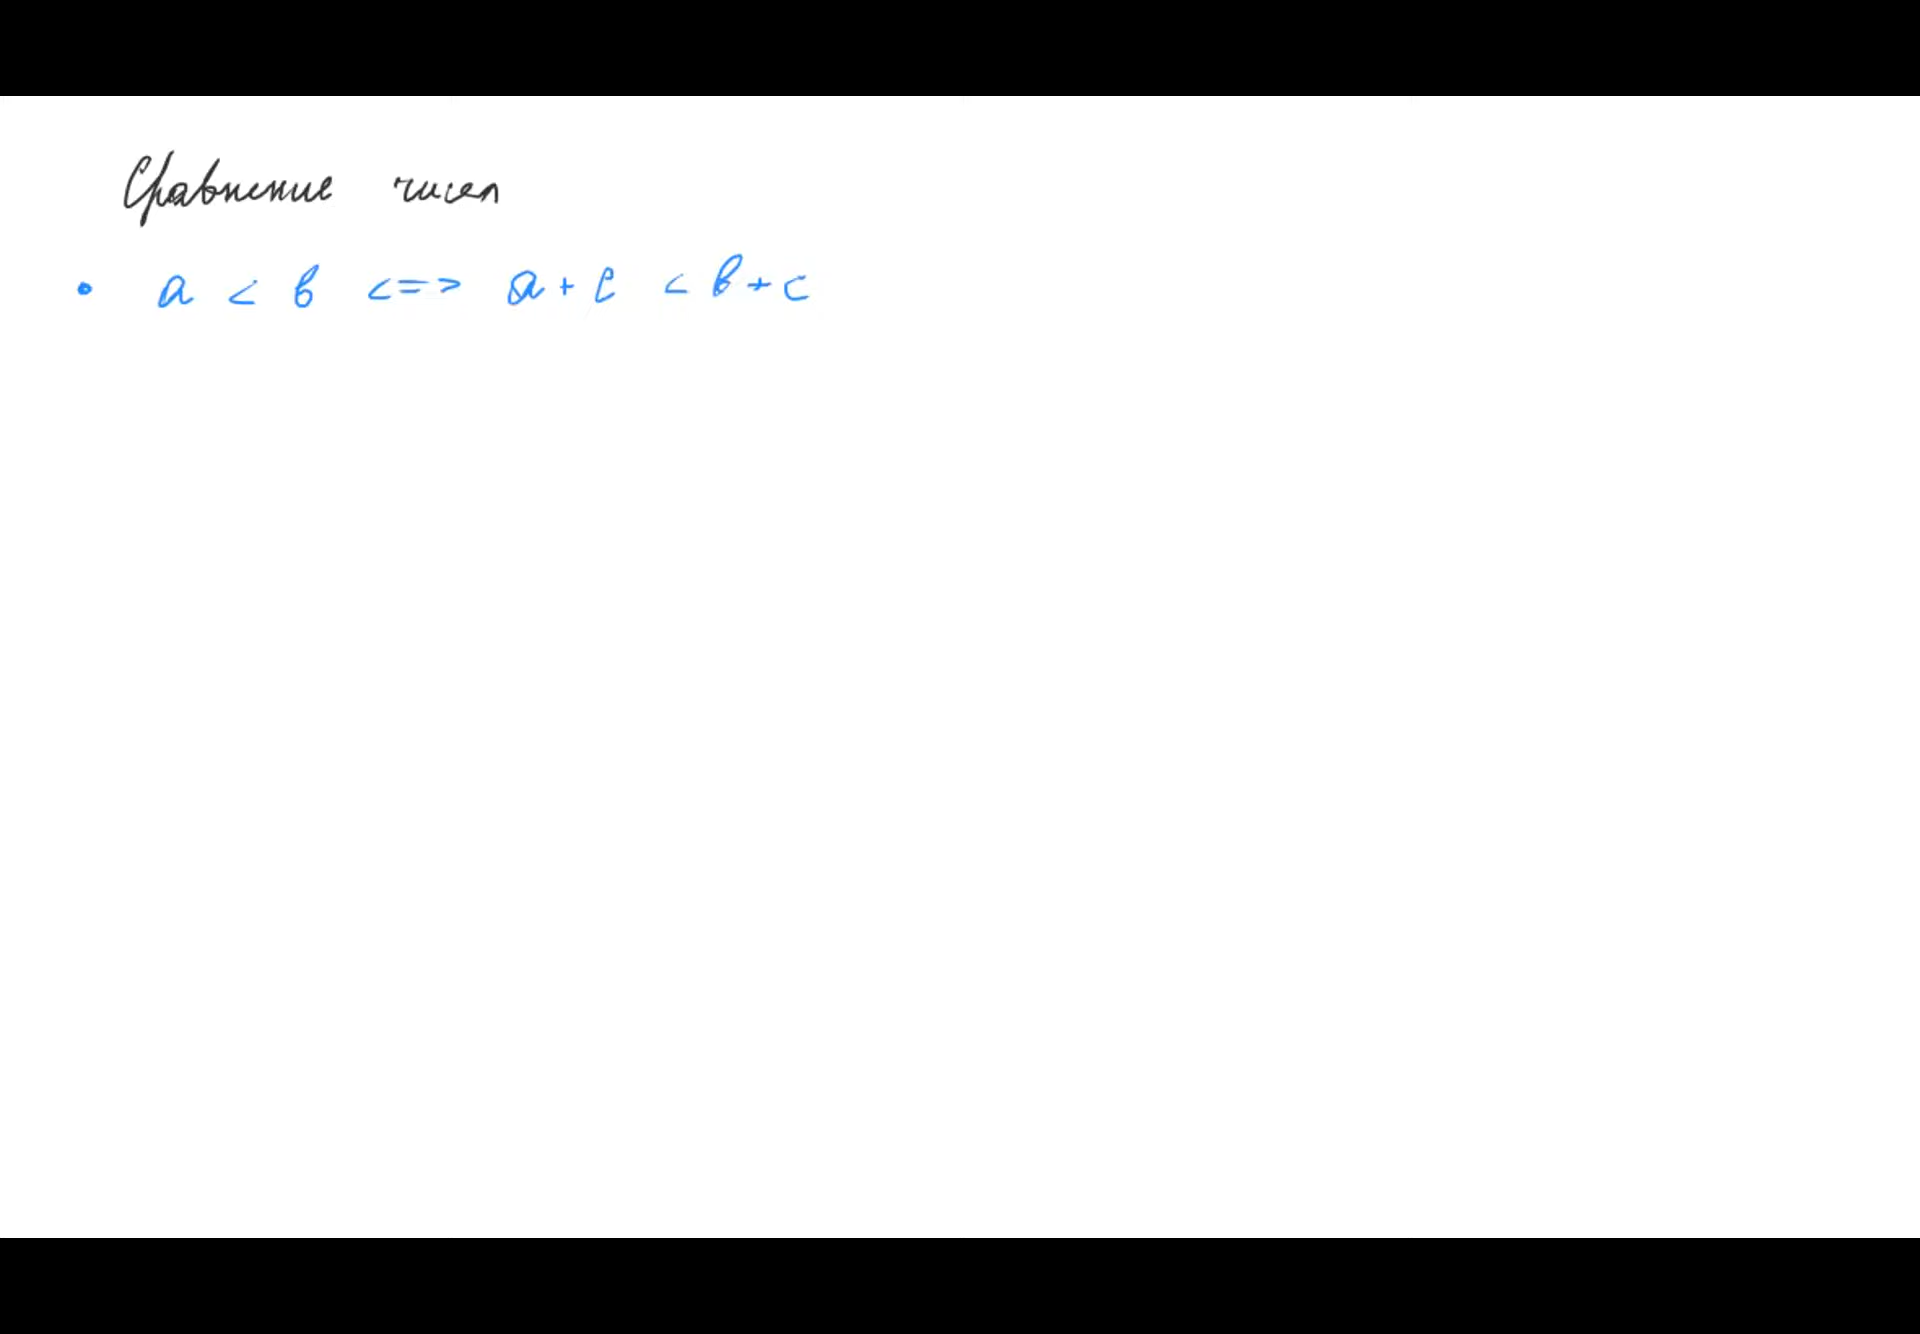 Сравнение чисел
• a < b <=> a + c < b + c